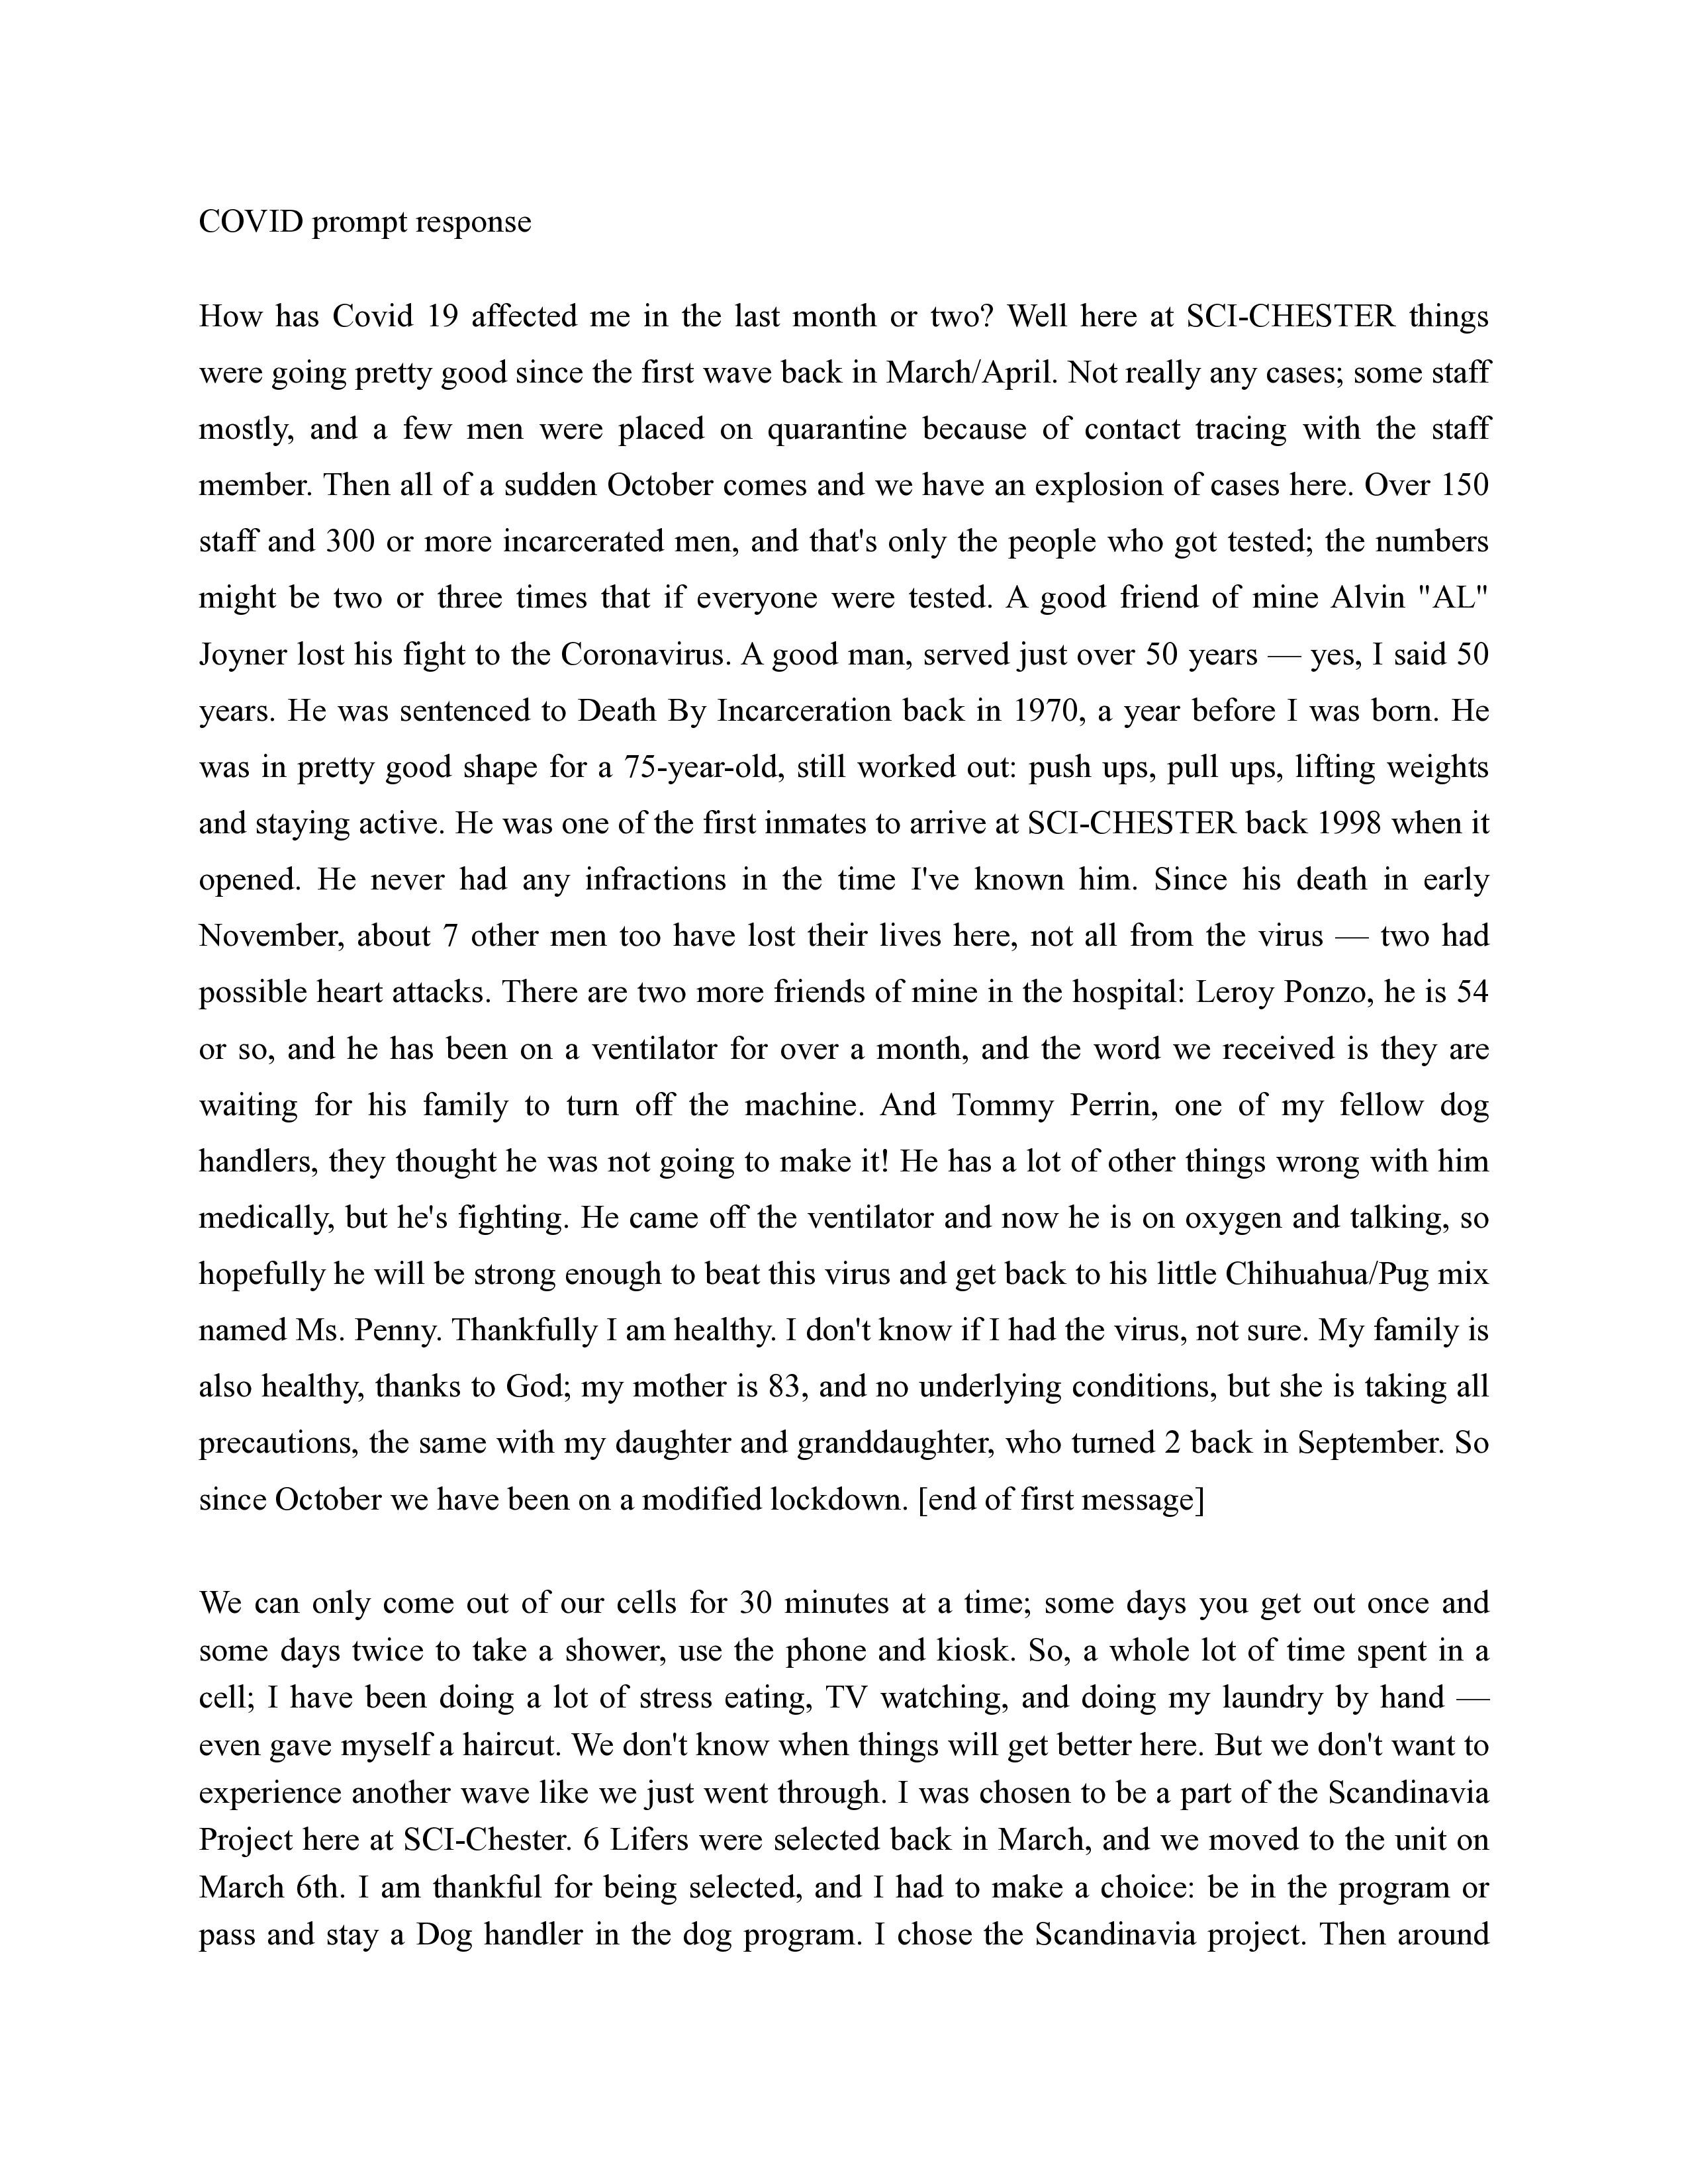 COVID prompt response
How has Covid 19 affected me in the last month or two? Well here at SCI-CHESTER things
were going pretty good since the first wave back in March/April. Not really any cases; some staff
mostly, and a few men were placed on quarantine because of contact tracing with the staff
member. Then all of a sudden October comes and we have an explosion of cases here. Over 150
staff and 300 or more incarcerated men, and that's only the people who got tested; the numbers
might be two or three times that if everyone were tested. A good friend of mine Alvin "AL"
Joyner lost his fight to the Coronavirus. A good man, served just over 50 years — yes, I said 50
years. He was sentenced to Death By Incarceration back in 1970, a year before I was born. He
was in pretty good shape for a 75-year-old, still worked out: push ups, pull ups, lifting weights
and staying active. He was one of the first inmates to arrive at SCI-CHESTER back 1998 when it
opened. He never had any infractions in the time I've known him. Since his death in early
November, about 7 other men too have lost their lives here, not all from the virus — two had
possible heart attacks. There are two more friends of mine in the hospital: Leroy Ponzo, he is 54
or so, and he has been on a ventilator for over a month, and the word we received is they are
waiting for his family to turn off the machine. And Tommy Perrin, one of my fellow dog
handlers, they thought he was not going to make it! He has a lot of other things wrong with him
medically, but he's fighting. He came off the ventilator and now he is on oxygen and talking, so
hopefully he will be strong enough to beat this virus and get back to his little Chihuahua/Pug mix
named Ms. Penny. Thankfully I am healthy. I don't know if I had the virus, not sure. My family is
also healthy, thanks to God; my mother is 83, and no underlying conditions, but she is taking all
precautions, the same with my daughter and granddaughter, who turned 2 back in September. So
since October we have been on a modified lockdown. [end of first message]
We can only come out of our cells for 30 minutes at a time; some days you get out once and
some days twice to take a shower, use the phone and kiosk. So, a whole lot of time spent in a
cell; I have been doing a lot of stress eating, TV watching, and doing my laundry by hand —
even gave myself a haircut. We don't know when things will get better here. But we don't want to
experience another wave like we just went through. I was chosen to be a part of the Scandinavia
Project here at SCI-Chester. 6 Lifers were selected back in March, and we moved to the unit on
March 6th. I am thankful for being selected, and I had to make a choice: be in the program or
pass and stay a Dog handler in the dog program. I chose the Scandinavia project. Then around